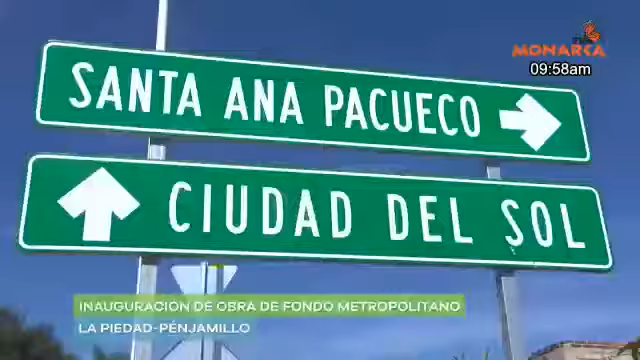 MONARCA
09:58am
SANTA ANA PACUECO
CIUDAD DEL SOL
INAUGURACIÓN DE OBRA DE FONDO METROPOLITANO
LA PIEDAD-PÉNJAMILLO